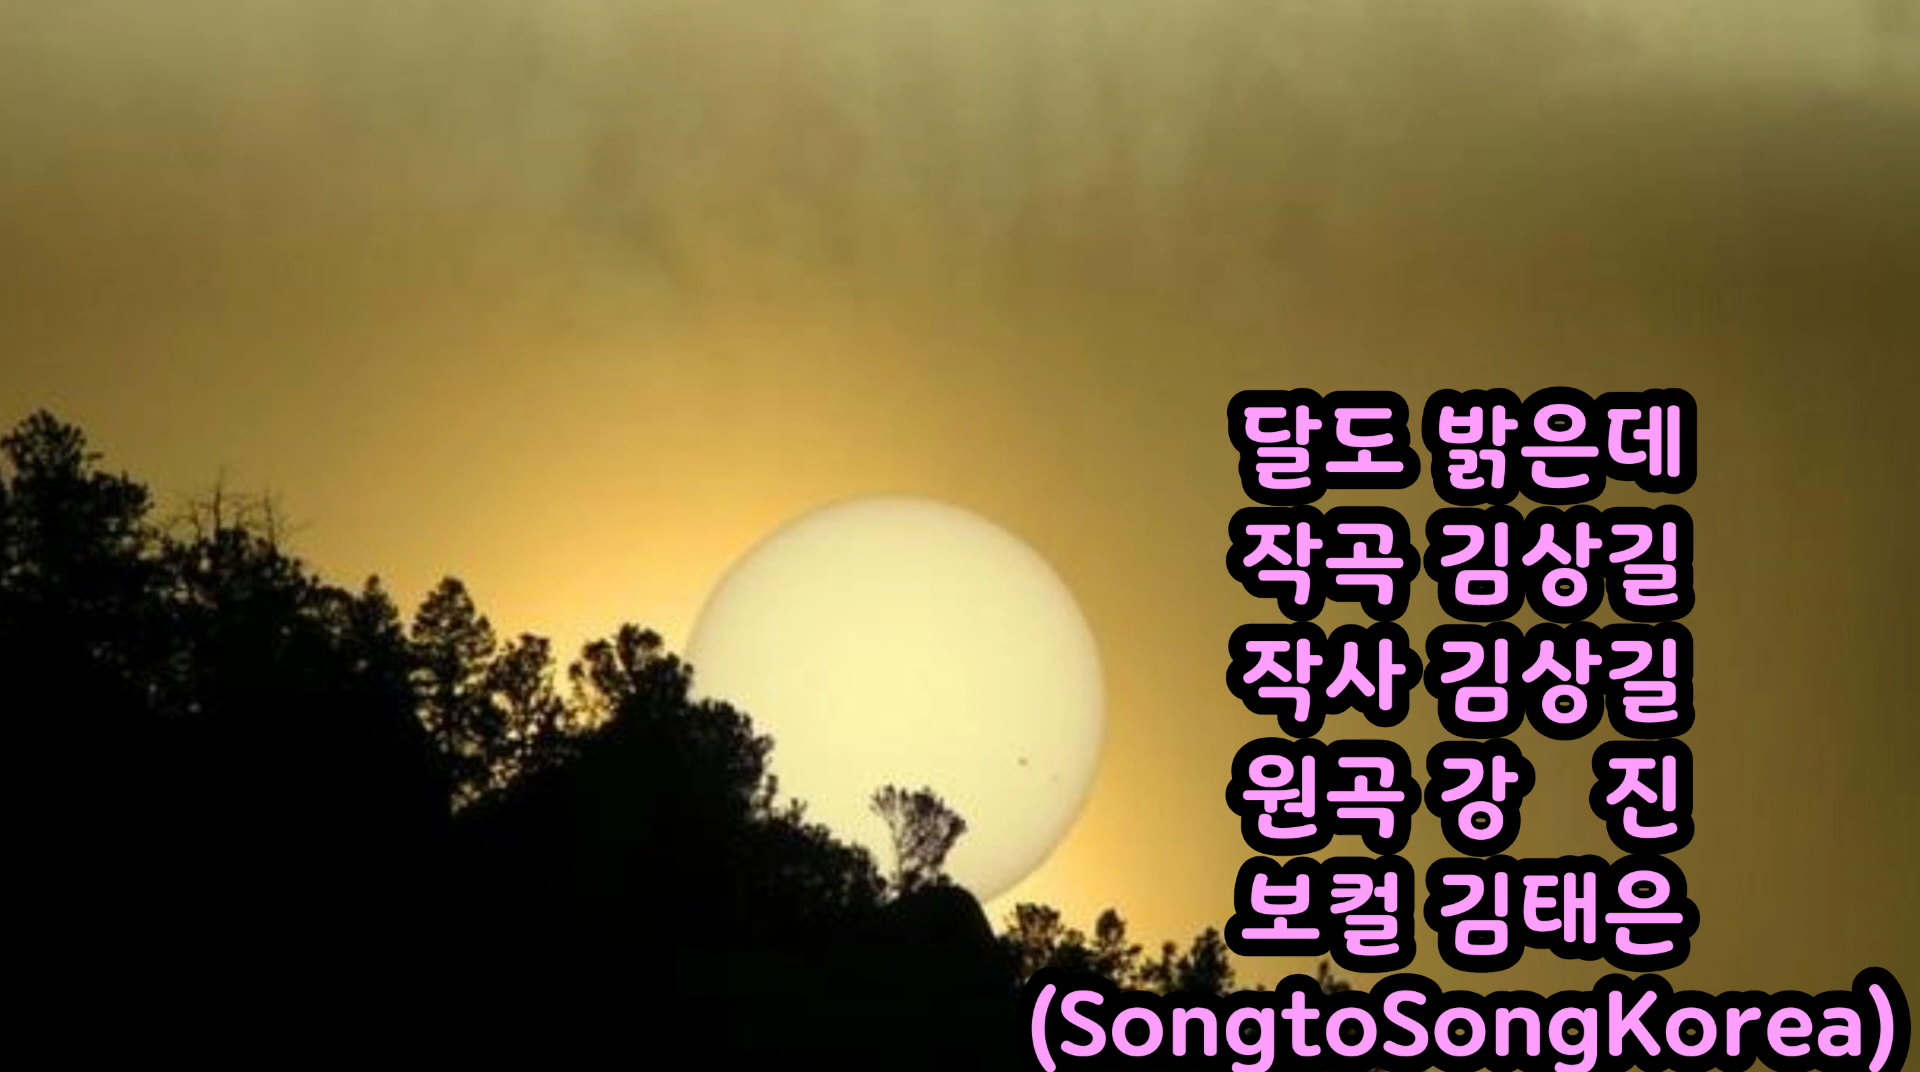 달도 밝은데
작곡 김상길
작사 김상길
원곡 강 진
보컬 김태은
(SongtoSongKorea)